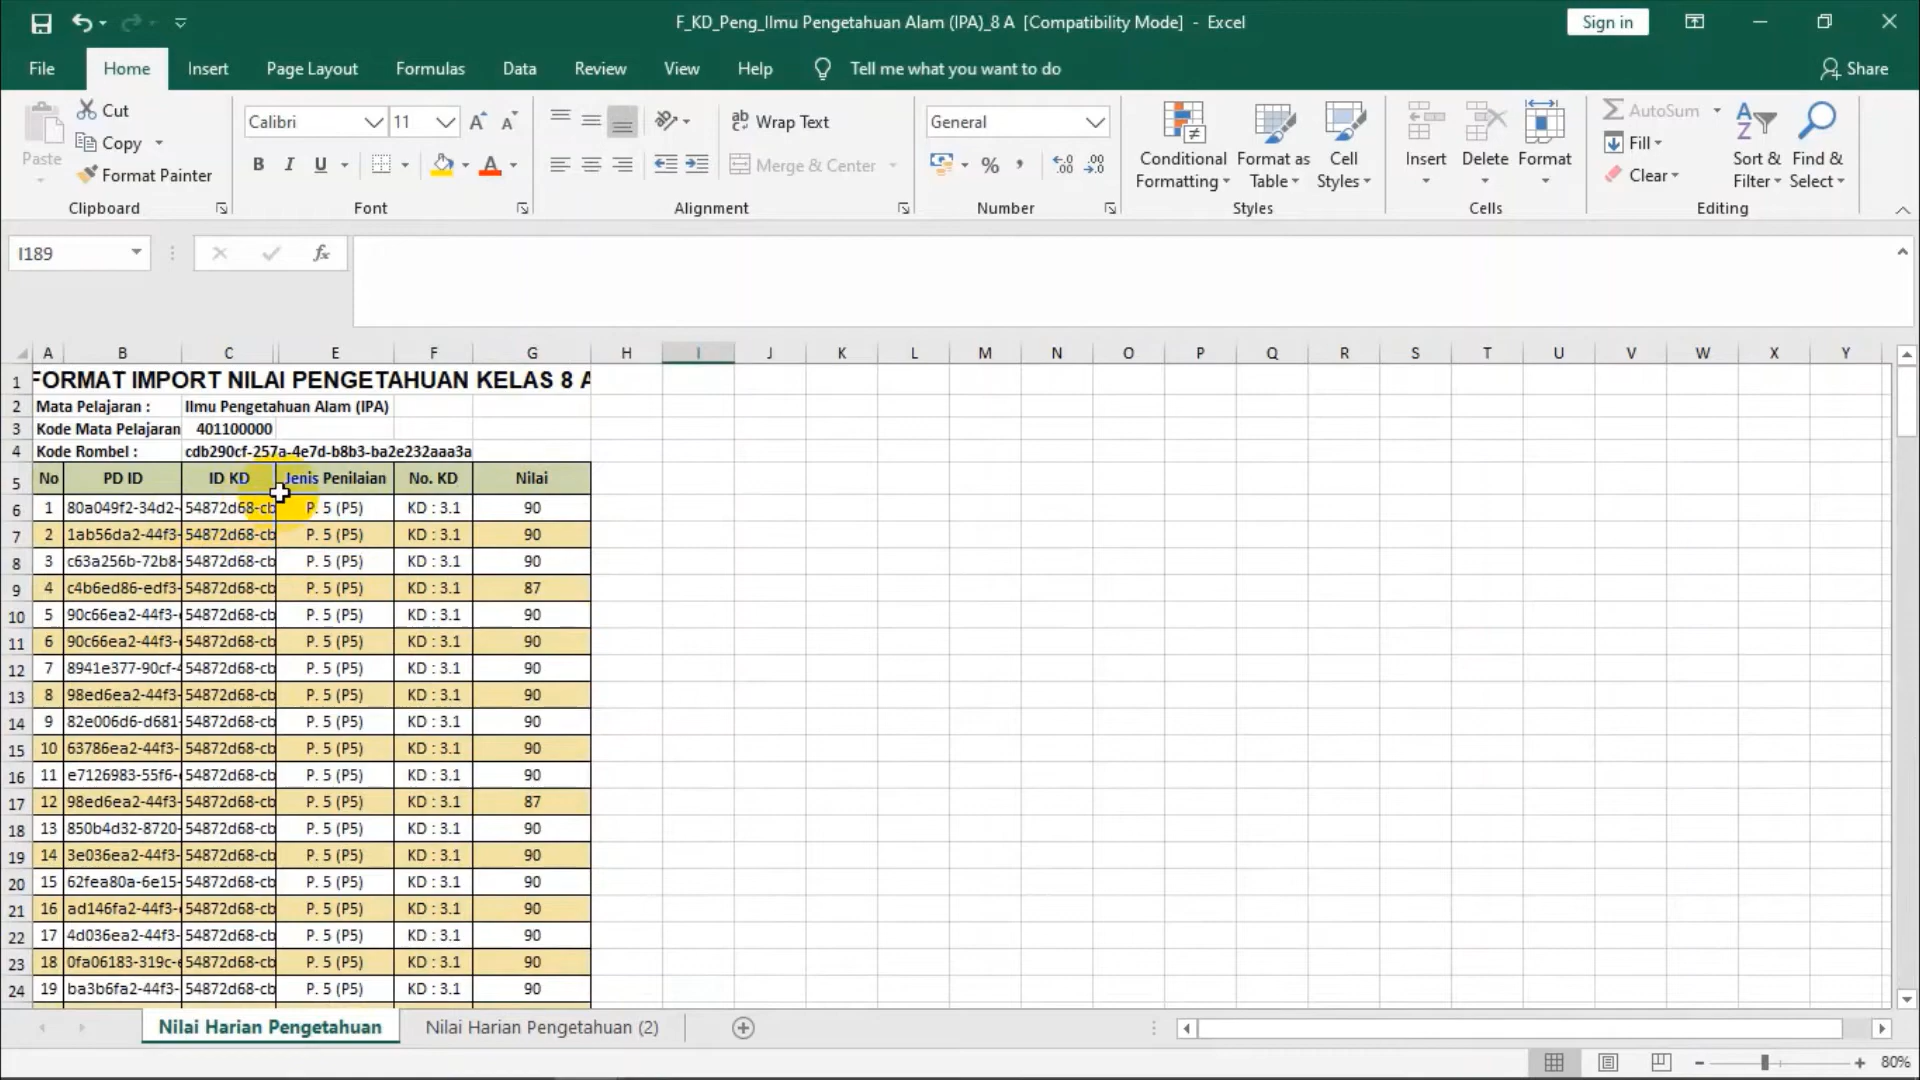 F_KD_Peng_Ilmu Pengetahuan Alam (IPA)_8 A [Compatibility Mode] - Excel
Sign in
File Home Insert Page Layout Formulas Data Review View Help Tell me what you want to do Share
Paste
Cut
Copy
Format Painter
Clipboard
Calibri 11
B I U
Font
Wrap Text
Merge & Center
Alignment
General
% ,
Number
Conditional Formatting
Format as Table
Cell Styles
Styles
Insert Delete Format
Cells
AutoSum
Fill
Clear
Sort & Filter
Find & Select
Editing
I189 fx
A B C E F G H I J K L M N O P Q R S T U V W X Y
1 FORMAT IMPORT NILAI PENGETAHUAN KELAS 8 A
2 Mata Pelajaran : Ilmu Pengetahuan Alam (IPA)
3 Kode Mata Pelajaran 401100000
4 Kode Rombel : cdb290cf-257a-4e7d-b8b3-ba2e232aaa3a
5 No PD ID ID KD Jenis Penilaian No. KD Nilai
6 1 80a049f2-34d2- 54872d68-cb P. 5 (P5) KD : 3.1 90
7 2 1ab56da2-44f3- 54872d68-cb P. 5 (P5) KD : 3.1 90
8 3 c63a256b-72b8- 54872d68-cb P. 5 (P5) KD : 3.1 90
9 4 c4b6ed86-edf3- 54872d68-cb P. 5 (P5) KD : 3.1 87
10 5 90c66ea2-44f3- 54872d68-cb P. 5 (P5) KD : 3.1 90
11 6 90c66ea2-44f3- 54872d68-cb P. 5 (P5) KD : 3.1 90
12 7 8941e377-90cf-4 54872d68-cb P. 5 (P5) KD : 3.1 90
13 8 98ed6ea2-44f3- 54872d68-cb P. 5 (P5) KD : 3.1 90
14 9 82e006d6-d681- 54872d68-cb P. 5 (P5) KD : 3.1 90
15 10 63786ea2-44f3- 54872d68-cb P. 5 (P5) KD : 3.1 90
16 11 e7126983-55f6- 54872d68-cb P. 5 (P5) KD : 3.1 90
17 12 98ed6ea2-44f3- 54872d68-cb P. 5 (P5) KD : 3.1 87
18 13 850b4d32-8720- 54872d68-cb P. 5 (P5) KD : 3.1 90
19 14 3e036ea2-44f3- 54872d68-cb P. 5 (P5) KD : 3.1 90
20 15 62fea80a-6e15- 54872d68-cb P. 5 (P5) KD : 3.1 90
21 16 ad146fa2-44f3- 54872d68-cb P. 5 (P5) KD : 3.1 90
22 17 4d036ea2-44f3- 54872d68-cb P. 5 (P5) KD : 3.1 90
23 18 0fa06183-319c- 54872d68-cb P. 5 (P5) KD : 3.1 90
24 19 ba3b6fa2-44f3- 54872d68-cb P. 5 (P5) KD : 3.1 90
Nilai Harian Pengetahuan Nilai Harian Pengetahuan (2)
80%